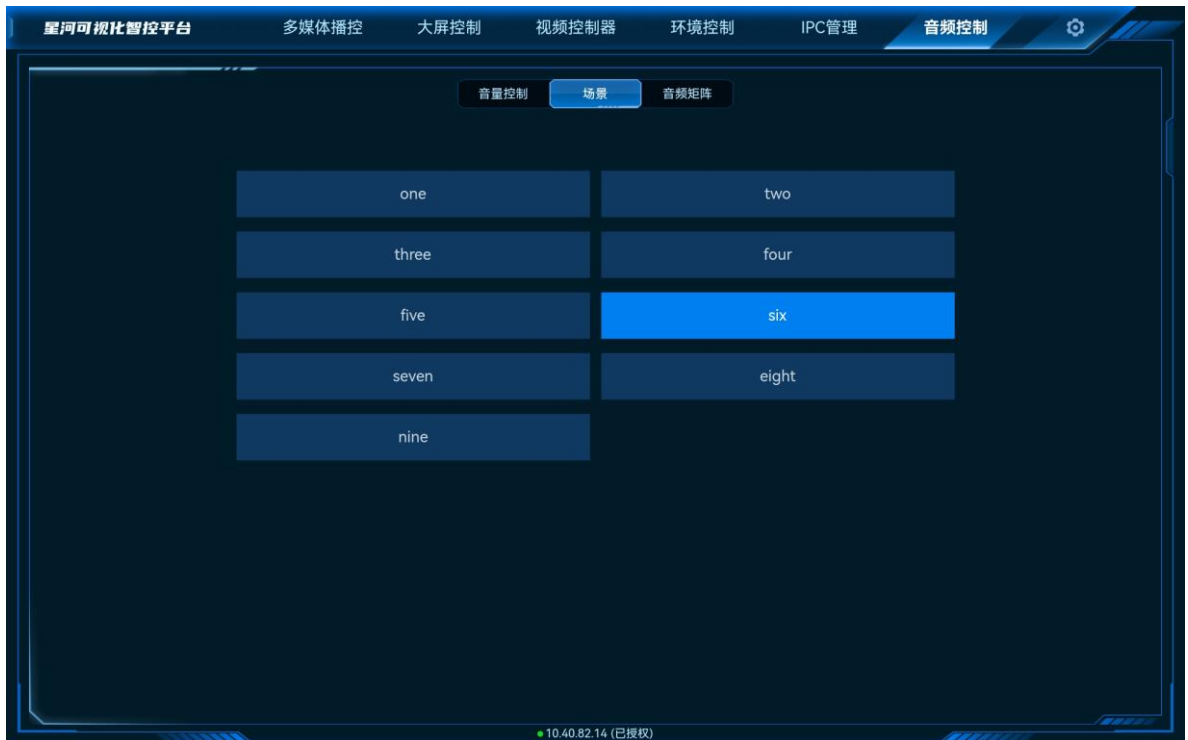 星河可视化智控平台 多媒体播控 大屏控制 视频控制器 环境控制 IPC管理 音频控制
音量控制 场景 音频矩阵
one two
three four
five six
seven eight
nine
10.40.82.14 (已授权)